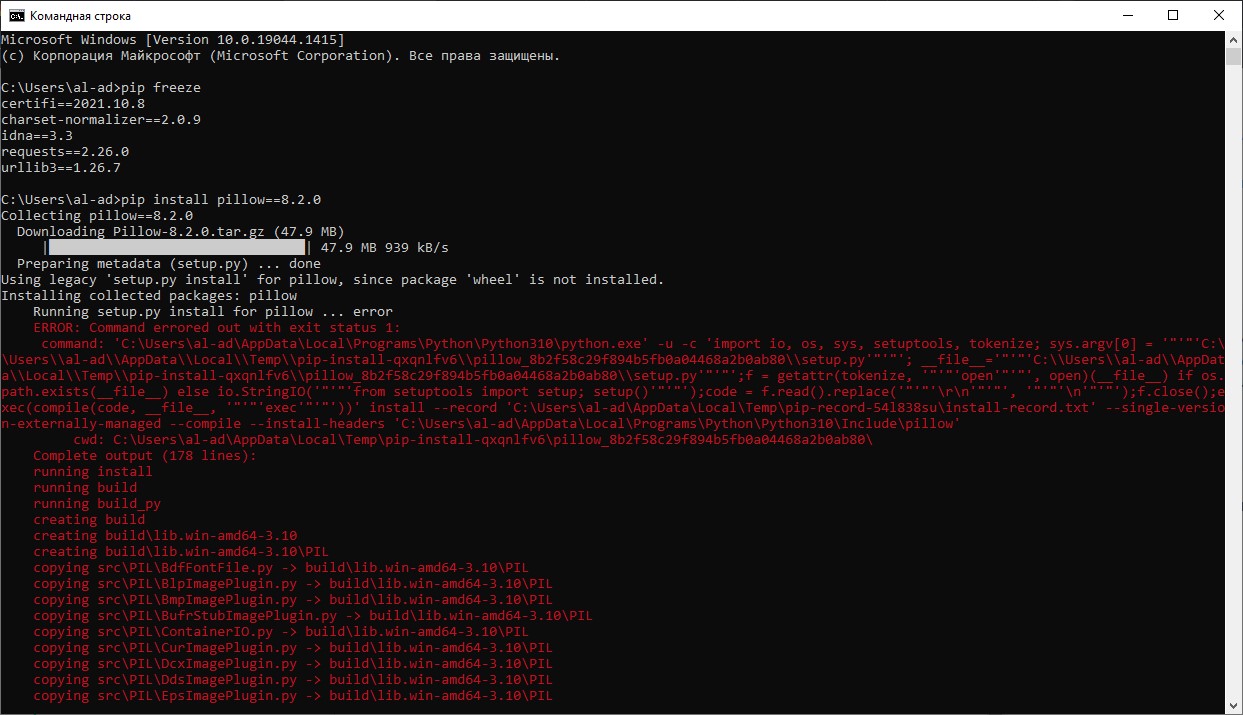 Командная строка
Microsoft Windows [Version 10.0.19044.1415]
(c) Корпорация Майкрософт (Microsoft Corporation). Все права защищены.
C:\Users\al-ad>pip freeze
certifi==2021.10.8
charset-normalizer==2.0.9
idna==3.3
requests==2.26.0
urllib3==1.26.7
C:\Users\al-ad>pip install pillow==8.2.0
Collecting pillow==8.2.0
  Downloading Pillow-8.2.0.tar.gz (47.9 MB)
     |████████████████████████████████| 47.9 MB 939 kB/s
  Preparing metadata (setup.py) ... done
Using legacy 'setup.py install' for pillow, since package 'wheel' is not installed.
Installing collected packages: pillow
    Running setup.py install for pillow ... error
    ERROR: Command errored out with exit status 1:
     command: 'C:\Users\al-ad\AppData\Local\Programs\Python\Python310\python.exe' -u -c 'import io, os, sys, setuptools, tokenize; sys.argv[0] = '"'"'C:\
\Users\\al-ad\\AppData\\Local\\Temp\\pip-install-qxqnlfv6\\pillow_8b2f58c29f894b5fb0a04468a2b0ab80\\setup.py'"'"'; __file__='"'"'C:\\Users\\al-ad\\AppDat
a\\Local\\Temp\\pip-install-qxqnlfv6\\pillow_8b2f58c29f894b5fb0a04468a2b0ab80\\setup.py'"'"';f = getattr(tokenize, '"'"'open'"'"', open)(__file__) if os.
path.exists(__file__) else io.StringIO('"'"'from setuptools import setup; setup()'"'"');code = f.read().replace('"'"'\r\n'"'"', '"'"'\n'"'"');f.close();e
xec(compile(code, __file__, '"'"'exec'"'"'))' install --record 'C:\Users\al-ad\AppData\Local\Temp\pip-record-54l838su\install-record.txt' --single-versio
n-externally-managed --compile --install-headers 'C:\Users\al-ad\AppData\Local\Programs\Python\Python310\Include\pillow'
         cwd: C:\Users\al-ad\AppData\Local\Temp\pip-install-qxqnlfv6\pillow_8b2f58c29f894b5fb0a04468a2b0ab80\
    Complete output (178 lines):
    running install
    running build
    running build_py
    creating build
    creating build\lib.win-amd64-3.10
    creating build\lib.win-amd64-3.10\PIL
    copying src\PIL\BdfFontFile.py -> build\lib.win-amd64-3.10\PIL
    copying src\PIL\BlpImagePlugin.py -> build\lib.win-amd64-3.10\PIL
    copying src\PIL\BmpImagePlugin.py -> build\lib.win-amd64-3.10\PIL
    copying src\PIL\BufrStubImagePlugin.py -> build\lib.win-amd64-3.10\PIL
    copying src\PIL\ContainerIO.py -> build\lib.win-amd64-3.10\PIL
    copying src\PIL\CurImagePlugin.py -> build\lib.win-amd64-3.10\PIL
    copying src\PIL\DcxImagePlugin.py -> build\lib.win-amd64-3.10\PIL
    copying src\PIL\DdsImagePlugin.py -> build\lib.win-amd64-3.10\PIL
    copying src\PIL\EpsImagePlugin.py -> build\lib.win-amd64-3.10\PIL